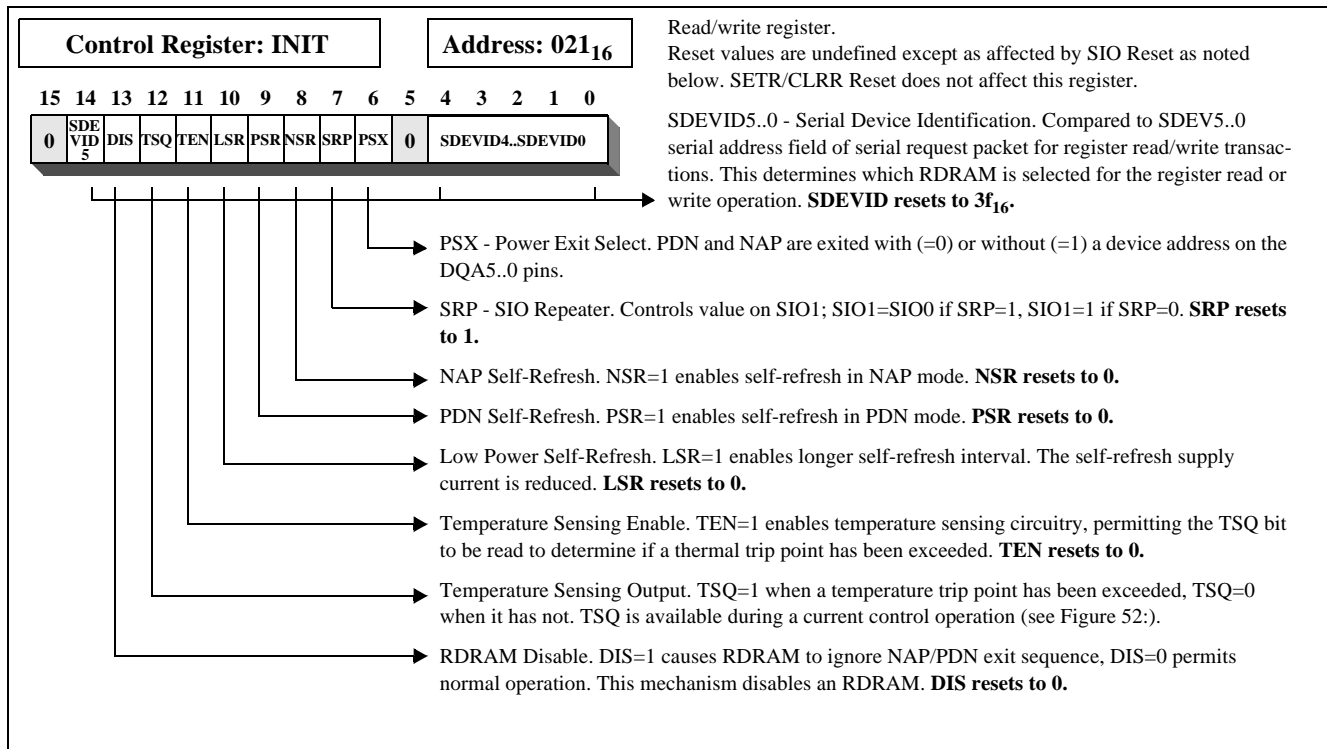 Control Register: INIT
Address: 021₁₆
Read/write register.
Reset values are undefined except as affected by SIO Reset as noted
below. SETR/CLRR Reset does not affect this register.
15 14 13 12 11 10 9 8 7 6 5 4 3 2 1 0
0 SDE VID 5 DIS TSQ TEN LSR PSR NSR SRP PSX 0 SDEVID4..SDEVID0
SDEVID5..0 - Serial Device Identification. Compared to SDEV5..0
serial address field of serial request packet for register read/write transac-
tions. This determines which RDRAM is selected for the register read or
write operation. SDEVID resets to 3f₁₆.
PSX - Power Exit Select. PDN and NAP are exited with (=0) or without (=1) a device address on the
DQA5..0 pins.
SRP - SIO Repeater. Controls value on SIO1; SIO1=SIO0 if SRP=1, SIO1=1 if SRP=0. SRP resets
to 1.
NAP Self-Refresh. NSR=1 enables self-refresh in NAP mode. NSR resets to 0.
PDN Self-Refresh. PSR=1 enables self-refresh in PDN mode. PSR resets to 0.
Low Power Self-Refresh. LSR=1 enables longer self-refresh interval. The self-refresh supply
current is reduced. LSR resets to 0.
Temperature Sensing Enable. TEN=1 enables temperature sensing circuitry, permitting the TSQ bit
to be read to determine if a thermal trip point has been exceeded. TEN resets to 0.
Temperature Sensing Output. TSQ=1 when a temperature trip point has been exceeded, TSQ=0
when it has not. TSQ is available during a current control operation (see Figure 52:).
RDRAM Disable. DIS=1 causes RDRAM to ignore NAP/PDN exit sequence, DIS=0 permits
normal operation. This mechanism disables an RDRAM. DIS resets to 0.